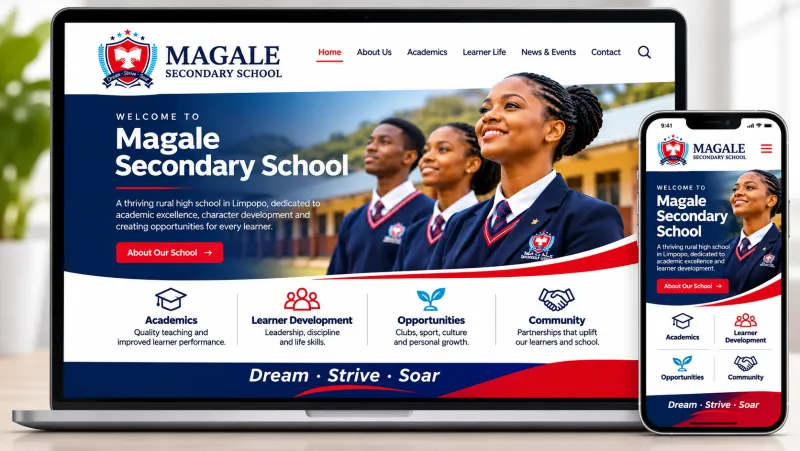 Dream · Strive · Soar
MAGALE
SECONDARY SCHOOL
Home
About Us
Academics
Learner Life
News & Events
Contact
WELCOME TO
Magale
Secondary School
A thriving rural high school in Limpopo, dedicated to
academic excellence, character development and
creating opportunities for every learner.
About Our School →
Academics
Quality teaching and
improved learner performance.
Learner Development
Leadership, discipline
and life skills.
Opportunities
Clubs, sport, culture
and personal growth.
Community
Partnerships that uplift
our learners and school.
Dream · Strive · Soar
9:41
MAGALE
SECONDARY SCHOOL
WELCOME TO
Magale
Secondary
School
A thriving rural high school
in Limpopo, dedicated to
academic excellence and
learner development.
About Our School →
Academics
Learner
Development
Opportunities
Community
Dream · Strive · Soar